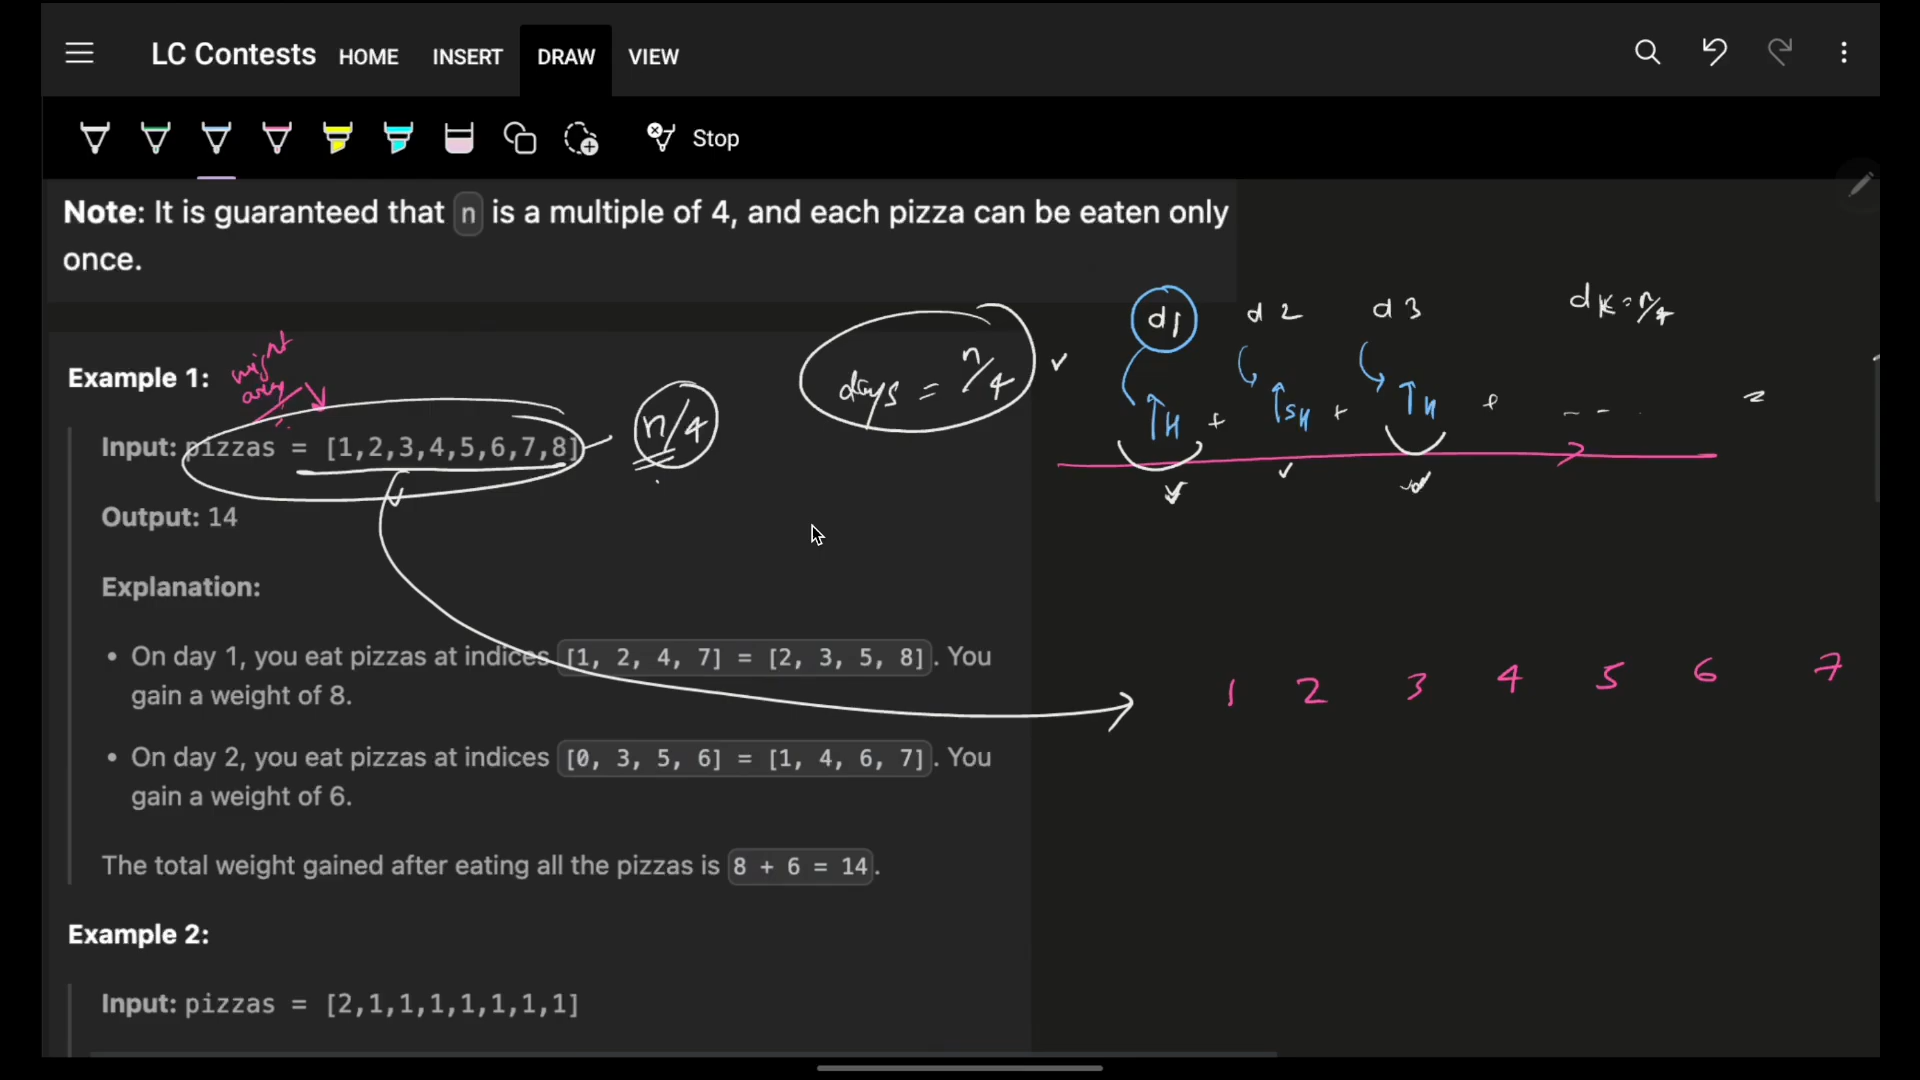 LC Contests HOME INSERT DRAW VIEW
Stop
Note: It is guaranteed that n is a multiple of 4, and each pizza can be eaten only
once.
d1 d2 d3 dk = n/4
weight
array
Example 1:
days = n/4
n/4
↑H + ↑SH + ↑H + - - . =
Input: pizzas = [1,2,3,4,5,6,7,8]
Output: 14
Explanation:
• On day 1, you eat pizzas at indices [1, 2, 4, 7] = [2, 3, 5, 8]. You
gain a weight of 8.
1 2 3 4 5 6 7
• On day 2, you eat pizzas at indices [0, 3, 5, 6] = [1, 4, 6, 7]. You
gain a weight of 6.
The total weight gained after eating all the pizzas is 8 + 6 = 14.
Example 2:
Input: pizzas = [2,1,1,1,1,1,1,1]